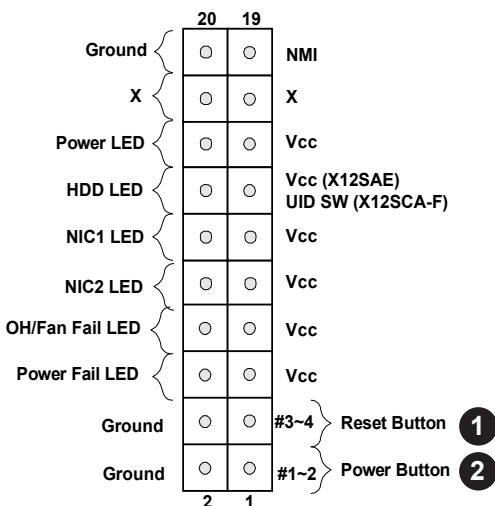 20 19
Ground NMI
X X
Power LED Vcc
HDD LED Vcc (X12SAE)
UID SW (X12SCA-F)
NIC1 LED Vcc
NIC2 LED Vcc
OH/Fan Fail LED Vcc
Power Fail LED Vcc
Ground #3~4 Reset Button 1
Ground #1~2 Power Button 2
2 1